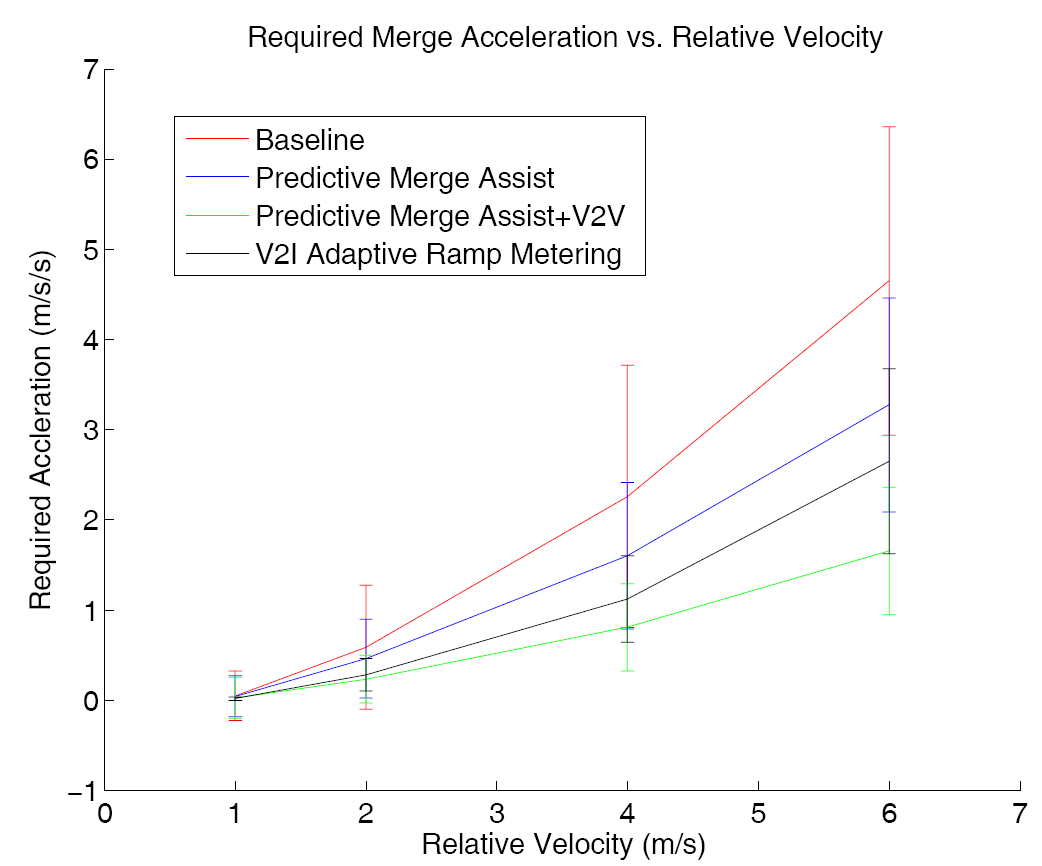 Required Merge Acceleration vs. Relative Velocity
7
6
5
4
3
2
1
0
−1
Required Accleration (m/s/s)
Baseline
Predictive Merge Assist
Predictive Merge Assist+V2V
V2I Adaptive Ramp Metering
0 1 2 3 4 5 6 7
Relative Velocity (m/s)